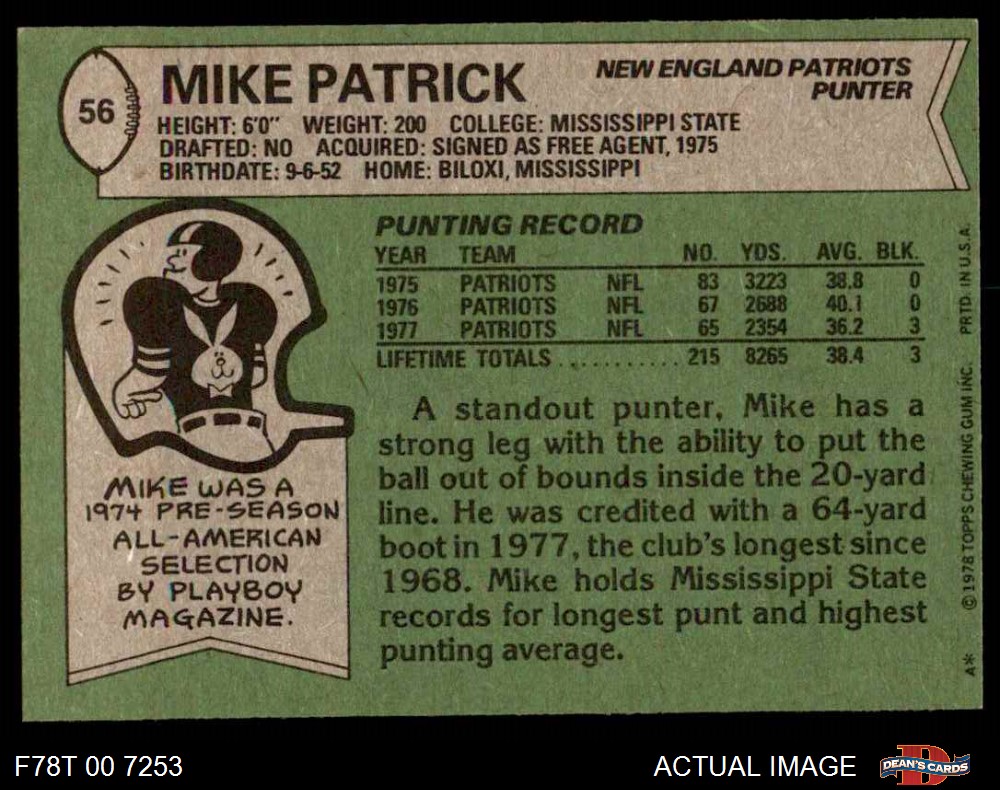 56
MIKE PATRICK
NEW ENGLAND PATRIOTS
PUNTER
HEIGHT: 6'0" WEIGHT: 200 COLLEGE: MISSISSIPPI STATE
DRAFTED: NO ACQUIRED: SIGNED AS FREE AGENT, 1975
BIRTHDATE: 9-6-52 HOME: BILOXI, MISSISSIPPI
MIKE WAS A
1974 PRE-SEASON
ALL-AMERICAN
SELECTION
BY PLAYBOY
MAGAZINE.
PUNTING RECORD
YEAR TEAM NO. YDS. AVG. BLK.
1975 PATRIOTS NFL 83 3223 38.8 0
1976 PATRIOTS NFL 67 2688 40.1 0
1977 PATRIOTS NFL 65 2354 36.2 3
LIFETIME TOTALS .......... 215 8265 38.4 3
A standout punter, Mike has a
strong leg with the ability to put the
ball out of bounds inside the 20-yard
line. He was credited with a 64-yard
boot in 1977, the club's longest since
1968. Mike holds Mississippi State
records for longest punt and highest
punting average.
A* © 1978 TOPPS CHEWING GUM INC. PRTD. IN U.S.A.
F78T 00 7253
ACTUAL IMAGE
D
DEAN'S CARDS